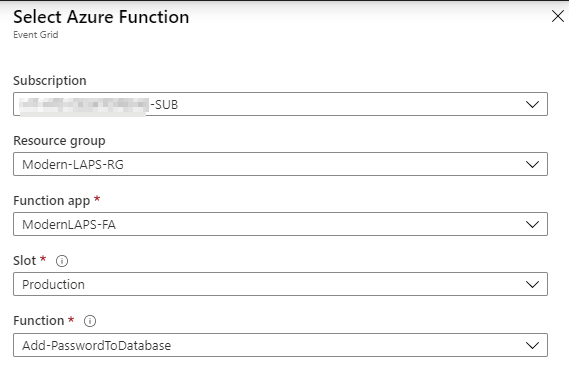 Select Azure Function
Event Grid
Subscription
-SUB
Resource group
Modern-LAPS-RG
Function app *
ModernLAPS-FA
Slot *
Production
Function *
Add-PasswordToDatabase